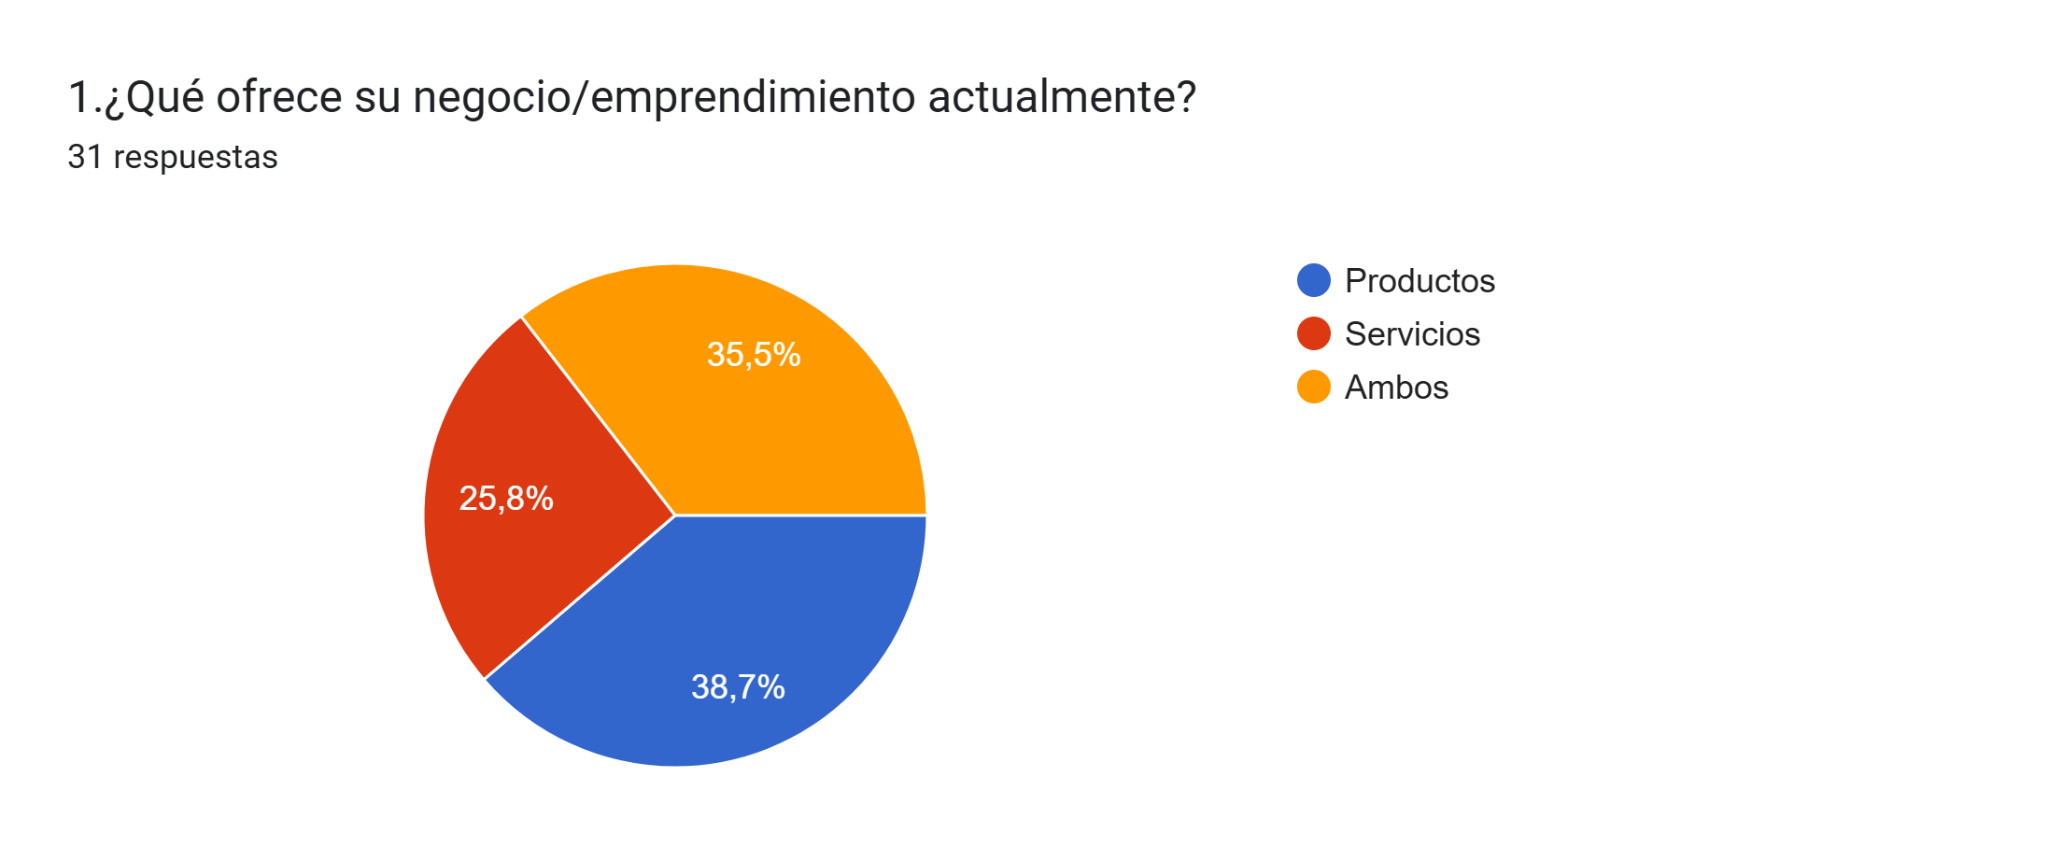 1.¿Qué ofrece su negocio/emprendimiento actualmente?
31 respuestas
35,5%
25,8%
38,7%
Productos
Servicios
Ambos